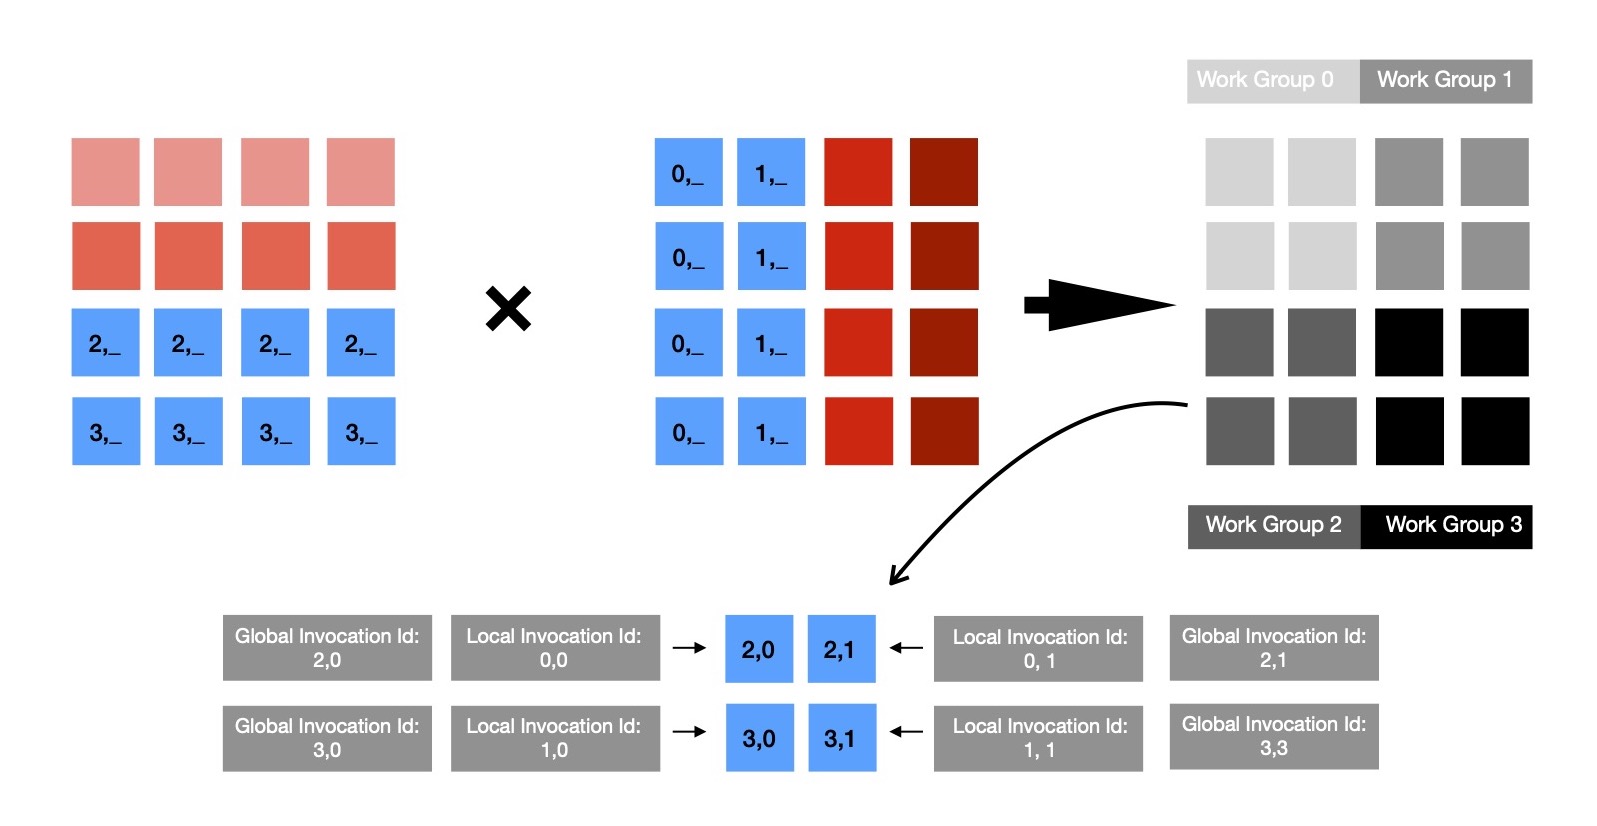 Work Group 0 Work Group 1
0,_ 1,_
0,_ 1,_
2,_ 2,_ 2,_ 2,_ 0,_ 1,_
3,_ 3,_ 3,_ 3,_ 0,_ 1,_
Work Group 2 Work Group 3
Global Invocation Id:
2,0
Local Invocation Id:
0,0
2,0 2,1
Local Invocation Id:
0, 1
Global Invocation Id:
2,1
Global Invocation Id:
3,0
Local Invocation Id:
1,0
3,0 3,1
Local Invocation Id:
1, 1
Global Invocation Id:
3,3